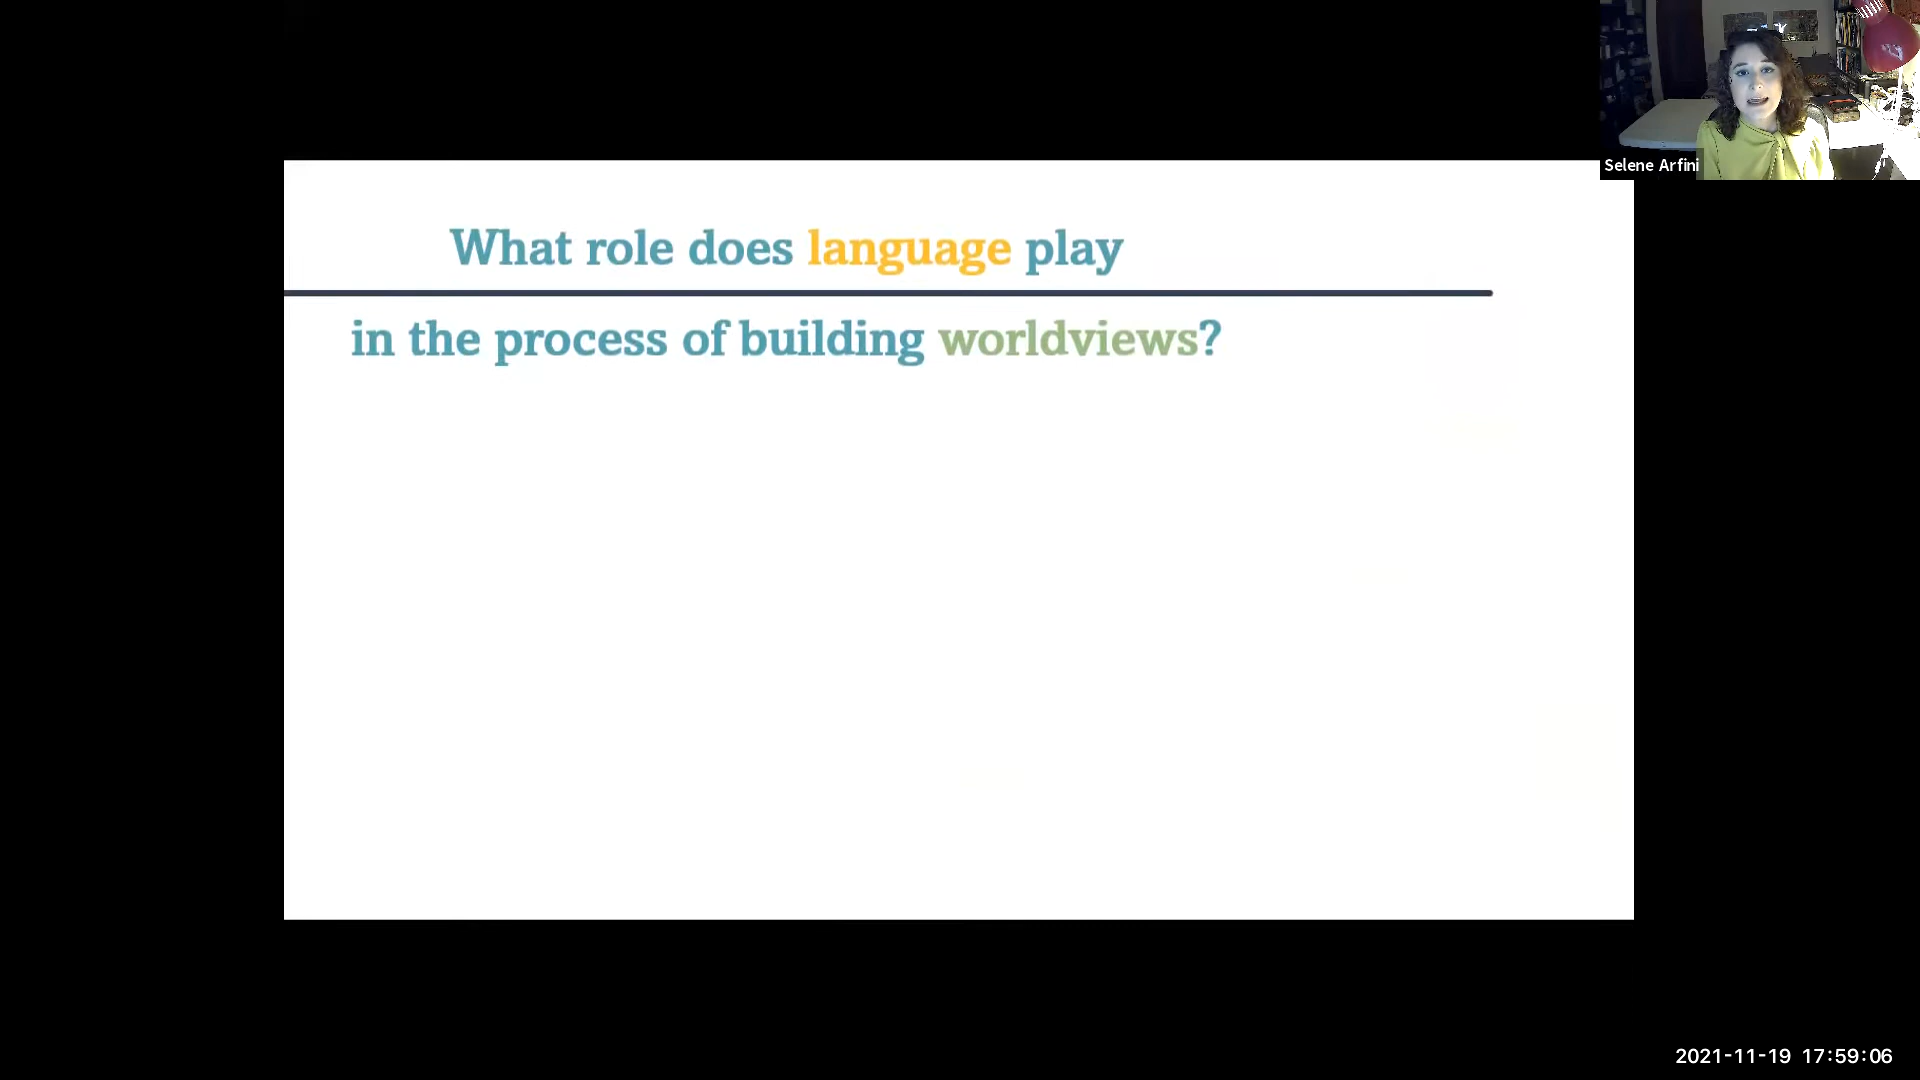 Selene Arfini
What role does language play
in the process of building worldviews?
2021-11-19 17:59:06